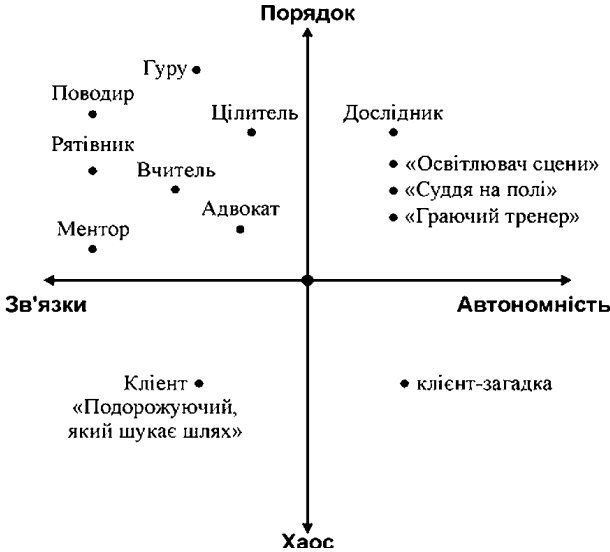 Порядок
Гуру
Поводир
Цілитель
Дослідник
Рятівник
Вчитель
«Освітлювач сцени»
«Суддя на полі»
Адвокат
«Граючий тренер»
Ментор
Зв'язки
Автономність
Клієнт
«Подорожуючий,
який шукає шлях»
клієнт-загадка
Хаос